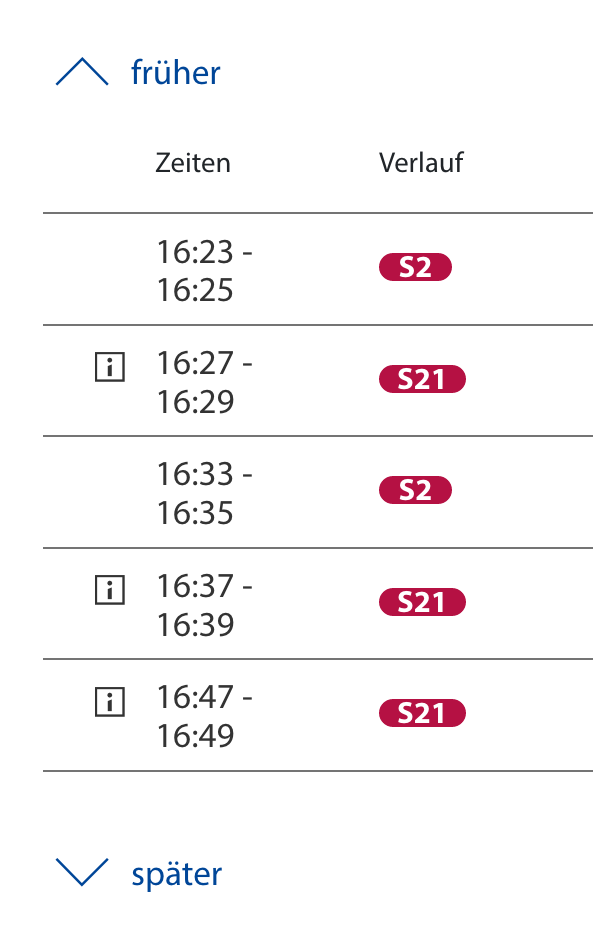 früher
Zeiten Verlauf
16:23 -
16:25
S2
i
16:27 -
16:29
S21
16:33 -
16:35
S2
i
16:37 -
16:39
S21
i
16:47 -
16:49
S21
später